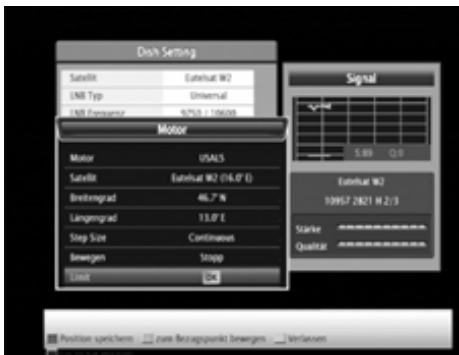 Dish Setting
Satellit Eutelsat W2
LNB Typ Universal
LNB Frequenz 9750 / 10600
Motor
Motor USALS
Satellit Eutelsat W2 (16.0°E)
Breitengrad 46.7°N
Längengrad 13.0°E
Step Size Continuous
Bewegen Stopp
Limit OK
Signal
S:89 Q:0
Eutelsat W2
10957 2821 H 2/3
Stärke
Qualität
Position speichern zum Bezugspunkt bewegen Verlassen